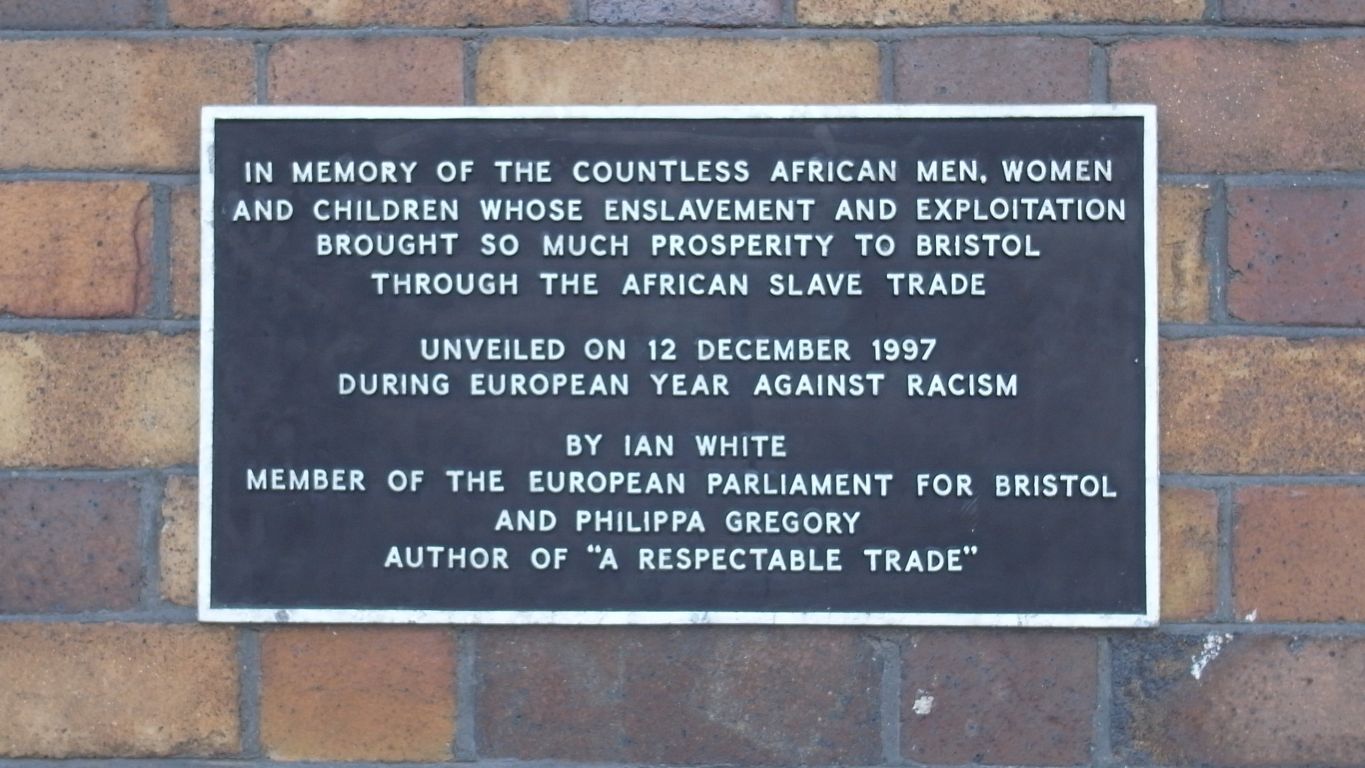 IN MEMORY OF THE COUNTLESS AFRICAN MEN, WOMEN
AND CHILDREN WHOSE ENSLAVEMENT AND EXPLOITATION
BROUGHT SO MUCH PROSPERITY TO BRISTOL
THROUGH THE AFRICAN SLAVE TRADE
UNVEILED ON 12 DECEMBER 1997
DURING EUROPEAN YEAR AGAINST RACISM
BY IAN WHITE
MEMBER OF THE EUROPEAN PARLIAMENT FOR BRISTOL
AND PHILIPPA GREGORY
AUTHOR OF "A RESPECTABLE TRADE"